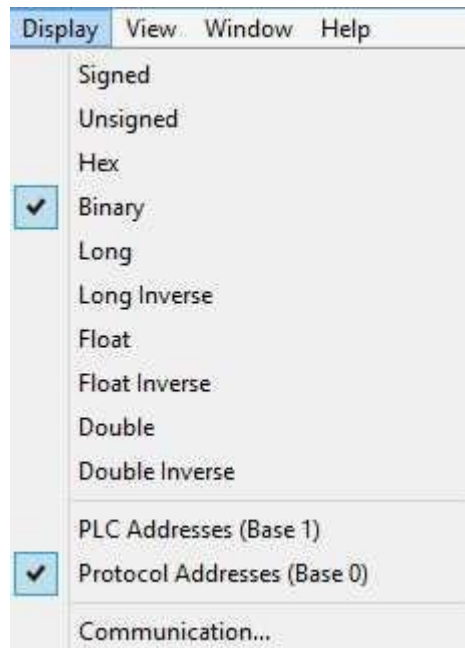 Display View Window Help
Signed
Unsigned
Hex
Binary
Long
Long Inverse
Float
Float Inverse
Double
Double Inverse
PLC Addresses (Base 1)
Protocol Addresses (Base 0)
Communication...